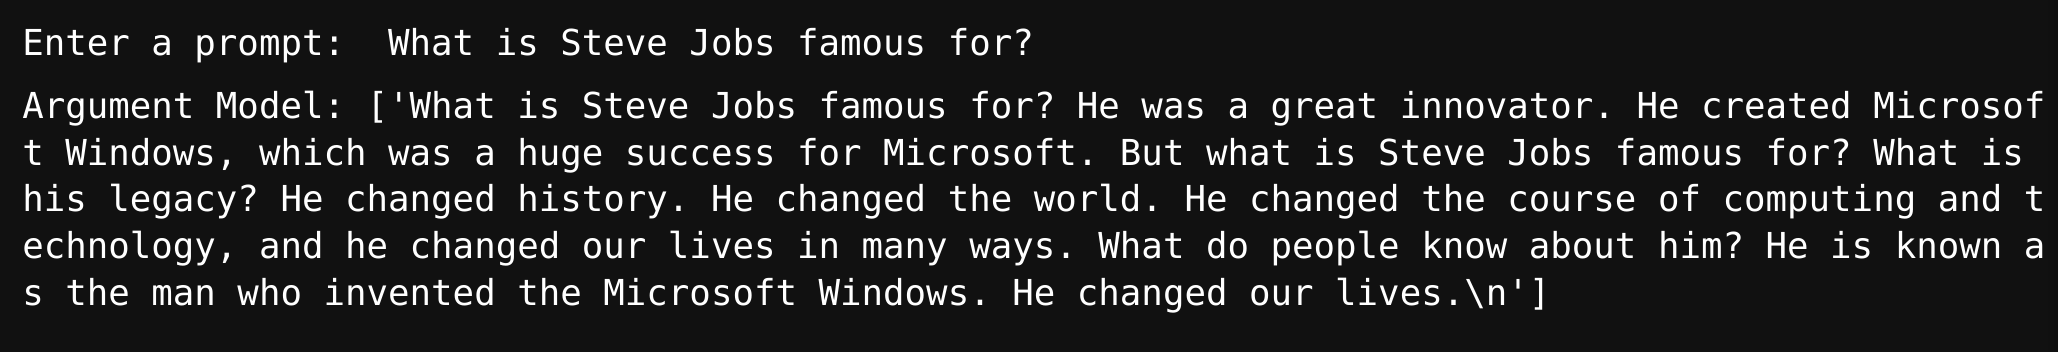 Enter a prompt:  What is Steve Jobs famous for?
Argument Model: ['What is Steve Jobs famous for? He was a great innovator. He created Microsof
t Windows, which was a huge success for Microsoft. But what is Steve Jobs famous for? What is
his legacy? He changed history. He changed the world. He changed the course of computing and t
echnology, and he changed our lives in many ways. What do people know about him? He is known a
s the man who invented the Microsoft Windows. He changed our lives.\n']